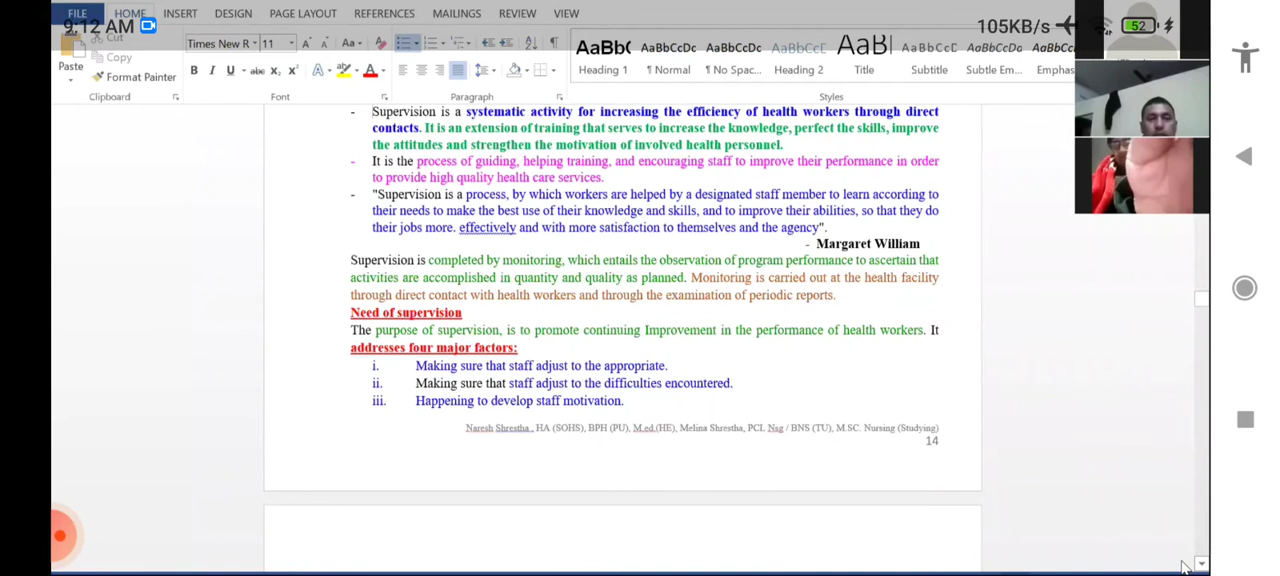 FILE HOME INSERT DESIGN PAGE LAYOUT REFERENCES MAILINGS REVIEW VIEW
9:12 AM 105KB/s 52
Cut
Copy
Paste Format Painter
Times New R 11 Aa
B I U abc X₂ X² A A
AaBb( AaBbCcDc AaBbCcDc AaBbCcD AaB AaBbCcD AaBbCcDc AaBbCcDc
Heading 1 ¶ Normal ¶ No Spac... Heading 2 Title Subtitle Subtle Em... Emphas
Clipboard Font Paragraph Styles
- Supervision is a systematic activity for increasing the efficiency of health workers through direct
contacts. It is an extension of training that serves to increase the knowledge, perfect the skills, improve
the attitudes and strengthen the motivation of involved health personnel.
- It is the process of guiding, helping training, and encouraging staff to improve their performance in order
to provide high quality health care services.
- "Supervision is a process, by which workers are helped by a designated staff member to learn according to
their needs to make the best use of their knowledge and skills, and to improve their abilities, so that they do
their jobs more. effectively and with more satisfaction to themselves and the agency".
- Margaret William
Supervision is completed by monitoring, which entails the observation of program performance to ascertain that
activities are accomplished in quantity and quality as planned. Monitoring is carried out at the health facility
through direct contact with health workers and through the examination of periodic reports.
Need of supervision
The purpose of supervision, is to promote continuing Improvement in the performance of health workers. It
addresses four major factors:
i. Making sure that staff adjust to the appropriate.
ii. Making sure that staff adjust to the difficulties encountered.
iii. Happening to develop staff motivation.
Naresh Shrestha , HA (SOHS), BPH (PU), M.ed.(HE), Melina Shrestha, PCL Nsg / BNS (TU), M.SC. Nursing (Studying)
14